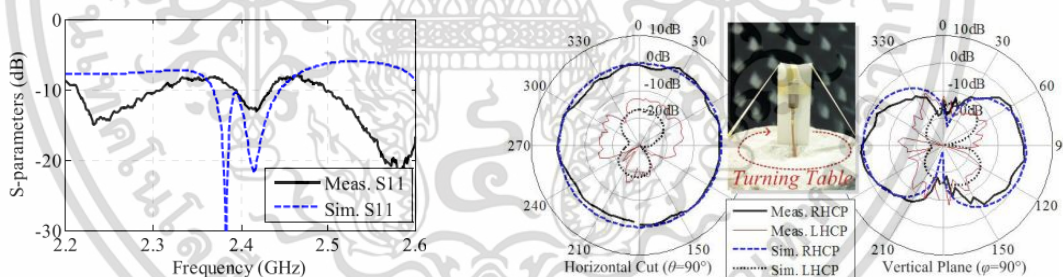 0
-10
-20
-30
S-parameters (dB)
2.2
2.3
2.4
2.5
2.6
Frequency (GHz)
Meas. S11
Sim. S11
330
300
270
240
210
10dB
0dB
-10dB
-20dB
30
150
Horizontal Cut (θ=90°)
Turning Table
Meas. RHCP
Meas. LHCP
Sim. RHCP
Sim. LHCP
330
10dB
0dB
-10dB
30
60
120
150
210
Vertical Plane (φ=90°)